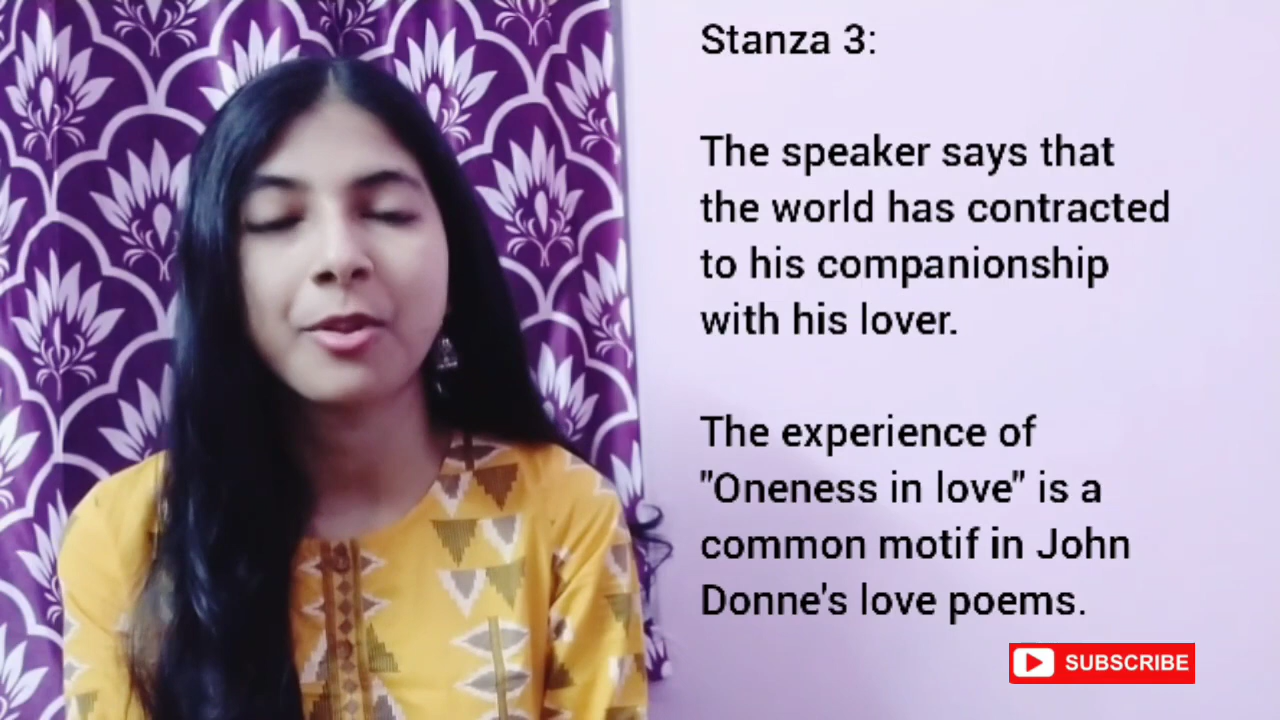 Stanza 3:
The speaker says that
the world has contracted
to his companionship
with his lover.
The experience of
"Oneness in love" is a
common motif in John
Donne's love poems.
SUBSCRIBE